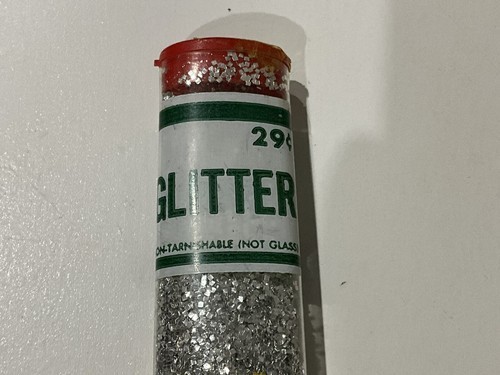 29¢
GLITTER
ON-TARNISHABLE (NOT GLASS